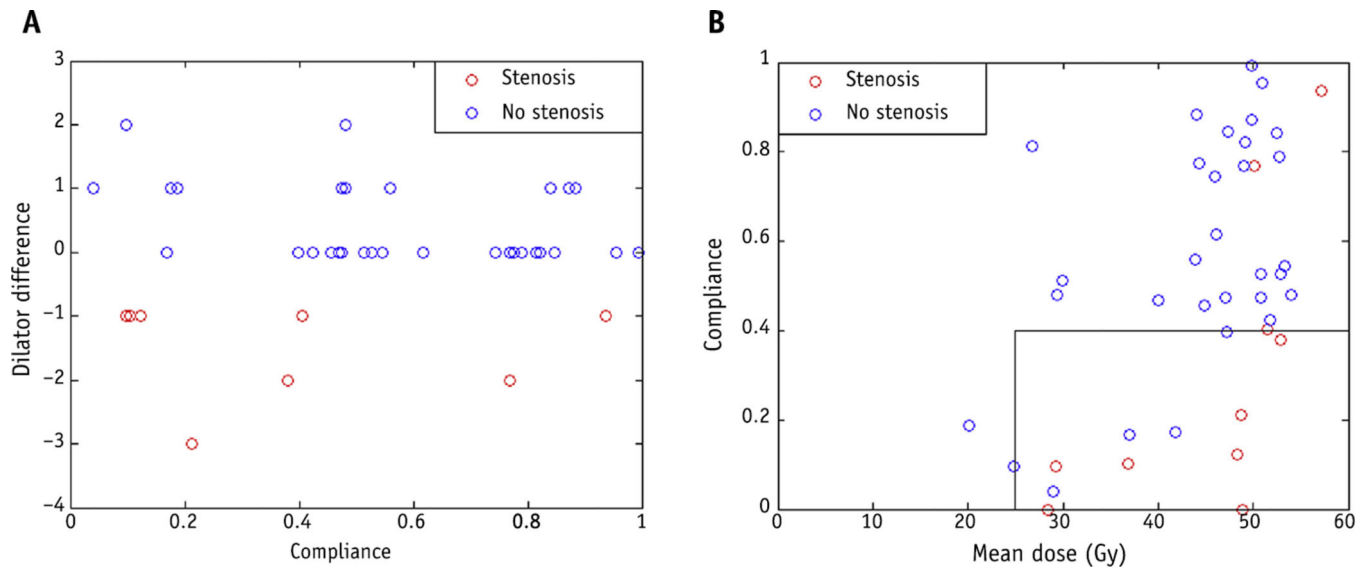 A
3
2
1
0
−1
−2
−3
−4
Dilator difference
0
0.2
0.4
0.6
0.8
1
Compliance
Stenosis
No stenosis
B
1
0.8
0.6
0.4
0.2
0
Compliance
0
10
20
30
40
50
60
Mean dose (Gy)
Stenosis
No stenosis